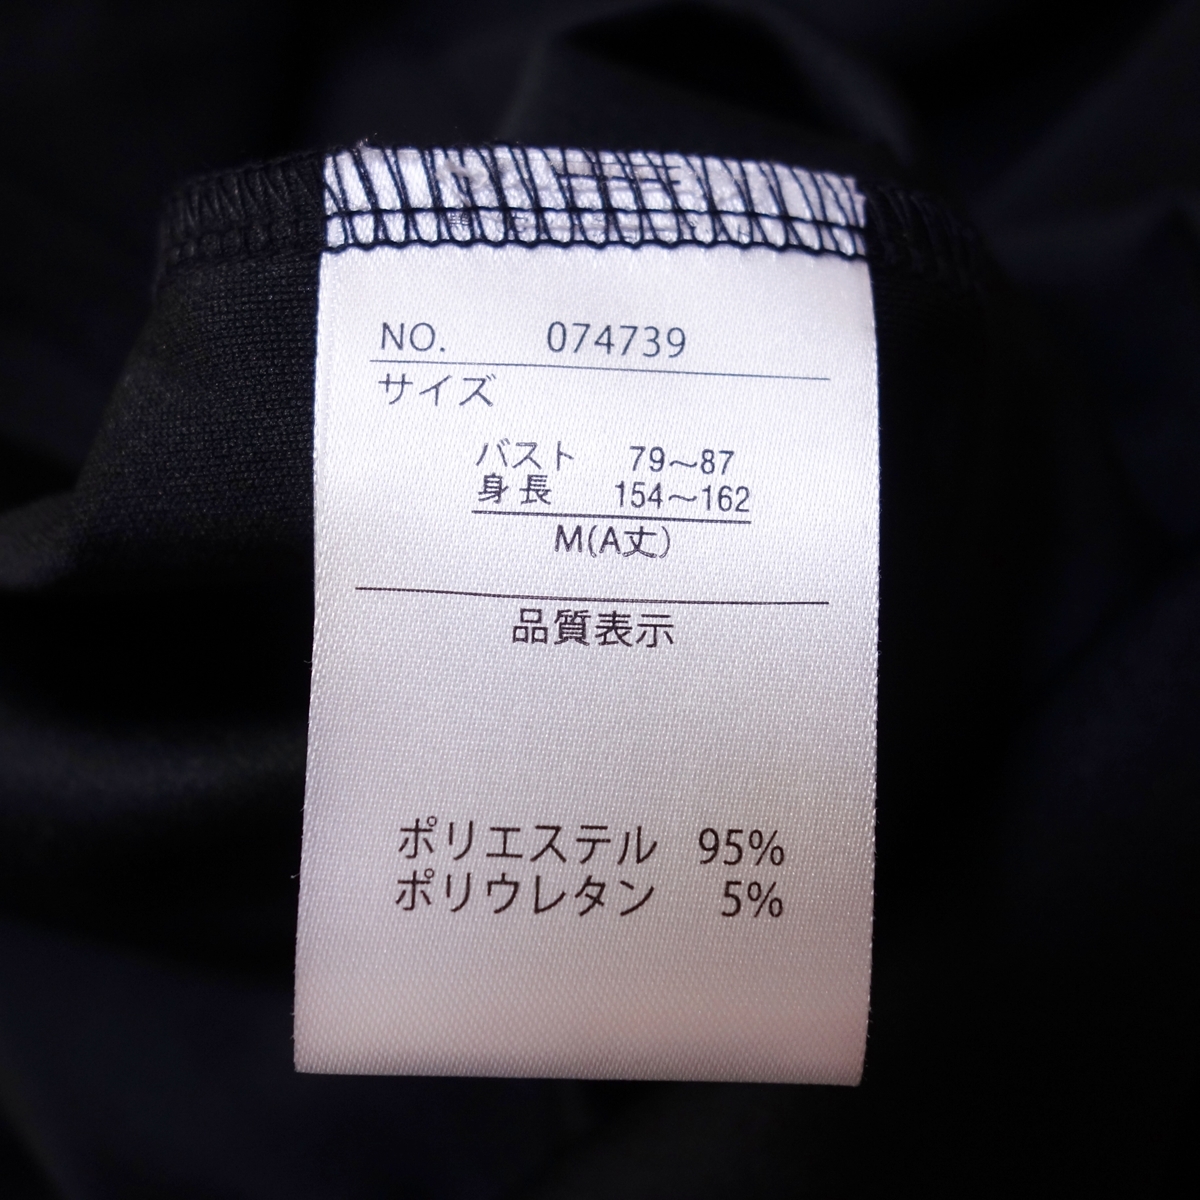 NO. 074739
サイズ
バスト 79～87
身長 154～162
M(A丈)
品質表示
ポリエステル 95%
ポリウレタン 5%